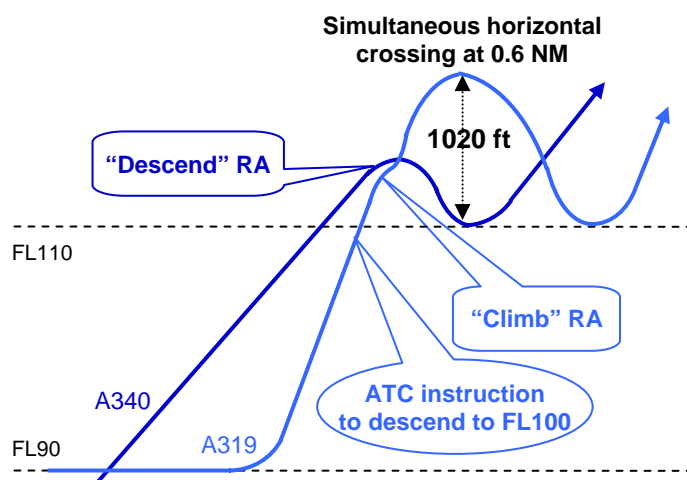 Simultaneous horizontal
crossing at 0.6 NM
1020 ft
“Descend” RA
FL110
“Climb” RA
ATC instruction
to descend to FL100
A340
A319
FL90